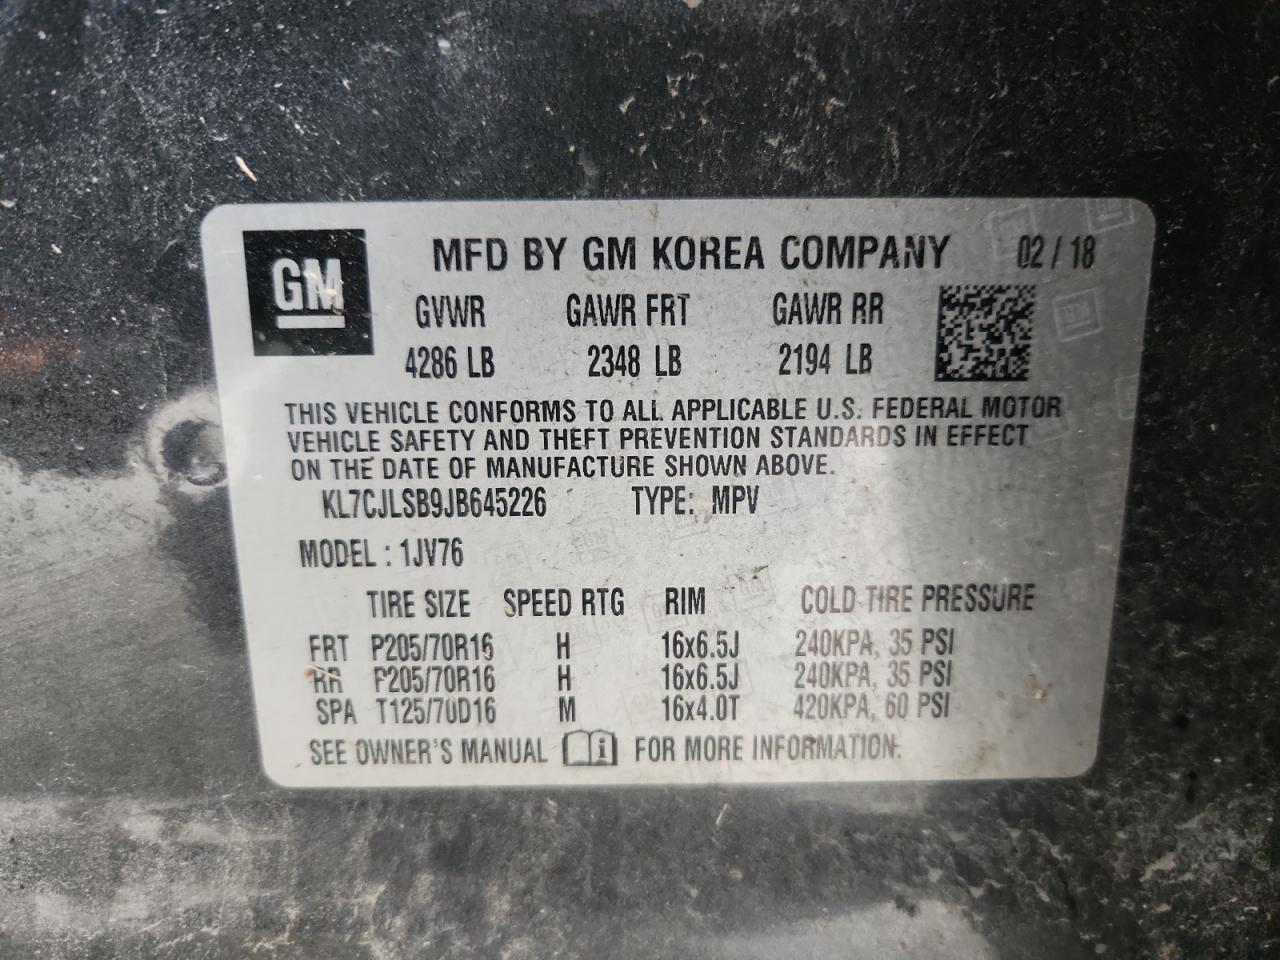 GM
MFD BY GM KOREA COMPANY 02 / 18
GVWR GAWR FRT GAWR RR
4286 LB 2348 LB 2194 LB
THIS VEHICLE CONFORMS TO ALL APPLICABLE U.S. FEDERAL MOTOR
VEHICLE SAFETY AND THEFT PREVENTION STANDARDS IN EFFECT
ON THE DATE OF MANUFACTURE SHOWN ABOVE.
KL7CJLSB9JB645226 TYPE: MPV
MODEL : 1JV76
TIRE SIZE SPEED RTG RIM COLD TIRE PRESSURE
FRT P205/70R16 H 16x6.5J 240KPA, 35 PSI
RR P205/70R16 H 16x6.5J 240KPA, 35 PSI
SPA T125/70D16 M 16x4.0T 420KPA, 60 PSI
SEE OWNER'S MANUAL i FOR MORE INFORMATION.